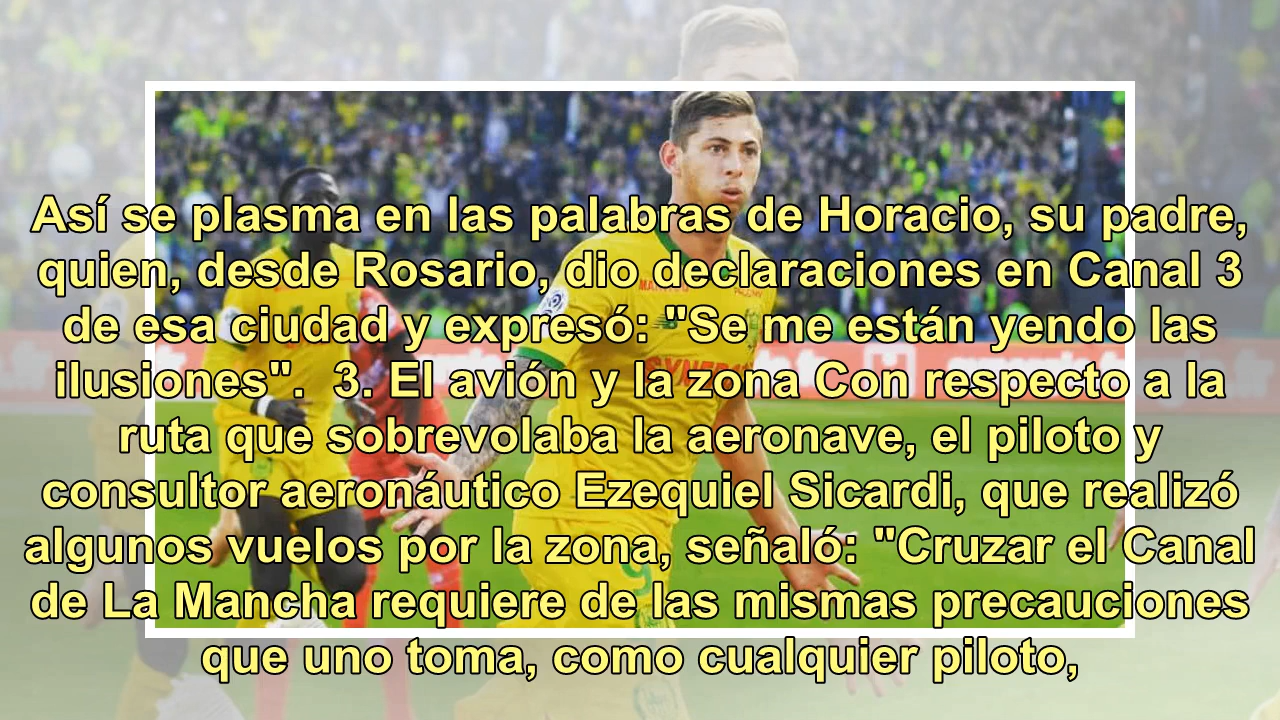 Así se plasma en las palabras de Horacio, su padre,
quien, desde Rosario, dio declaraciones en Canal 3
de esa ciudad y expresó: "Se me están yendo las
ilusiones".  3. El avión y la zona Con respecto a la
ruta que sobrevolaba la aeronave, el piloto y
consultor aeronáutico Ezequiel Sicardi, que realizó
algunos vuelos por la zona, señaló: "Cruzar el Canal
de La Mancha requiere de las mismas precauciones
que uno toma, como cualquier piloto,